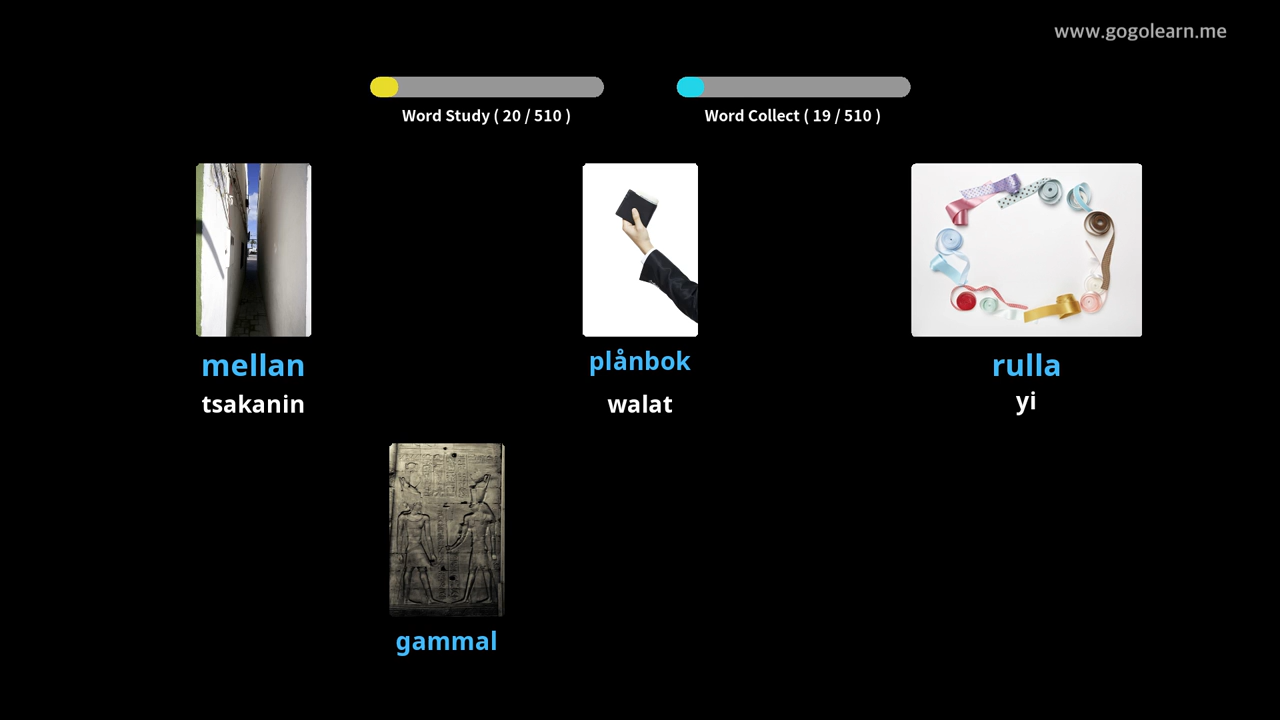 www.gogolearn.me
Word Study ( 20 / 510 )
Word Collect ( 19 / 510 )
mellan
tsakanin
plånbok
walat
rulla
yi
gammal